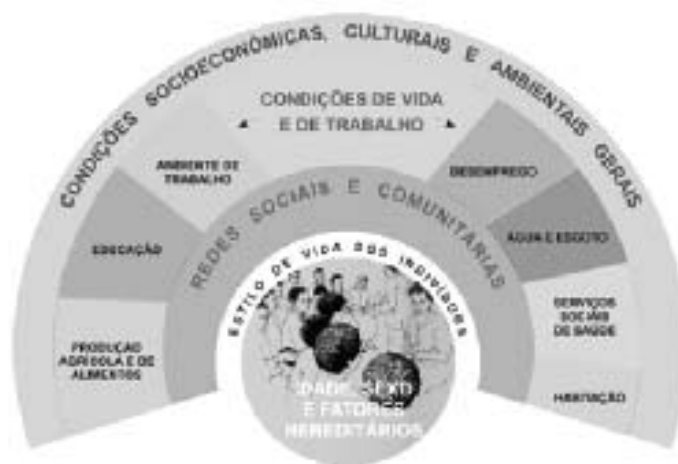 CONDIÇÕES SOCIOECONÔMICAS, CULTURAIS E AMBIENTAIS GERAIS
CONDIÇÕES DE VIDA
E DE TRABALHO
AMBIENTE DE
TRABALHO
DESEMPREGO
REDES SOCIAIS E COMUNITÁRIAS
EDUCAÇÃO
ÁGUA E ESGOTO
ESTILO DE VIDA DOS INDIVÍDUOS
PRODUÇÃO
AGRÍCOLA E DE
ALIMENTOS
SERVIÇOS
SOCIAIS
DE SAÚDE
HABITAÇÃO
IDADE, SEXO
E FATORES
HEREDITÁRIOS